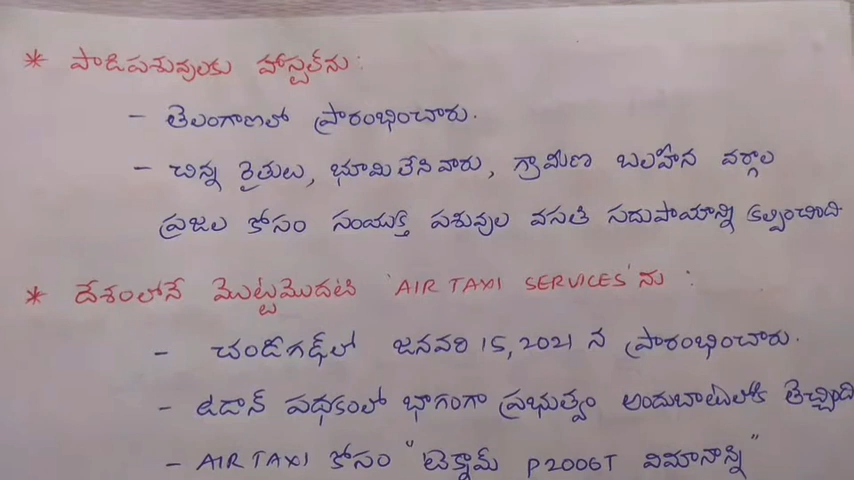 * పాడిపశువులకు హాస్టల్‌ను :
- తెలంగాణలో ప్రారంభించారు.
- చిన్న రైతులు, భూమిలేనివారు, గ్రామీణ బలహీన వర్గాల
ప్రజల కోసం సంయుక్త పశువుల వసతి సదుపాయాన్ని కల్పించింది
* దేశంలోనే మొట్టమొదటి 'AIR TAXI SERVICES' ను :
- చండీగఢ్‌లో జనవరి 15, 2021 న ప్రారంభించారు.
- ఉడాన్ పథకంలో భాగంగా ప్రభుత్వం అందుబాటులోకి తెచ్చింది
- AIR TAXI కోసం "టెక్నామ్ P2006T విమానాన్ని"